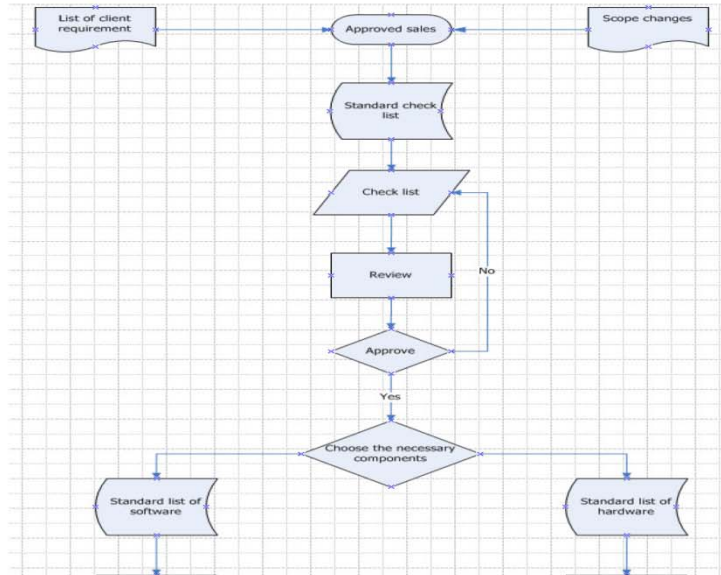 List of client
requirement
Approved sales
Scope changes
Standard check
list
Check list
Review
No
Approve
Yes
Choose the necessary
components
Standard list of
software
Standard list of
hardware